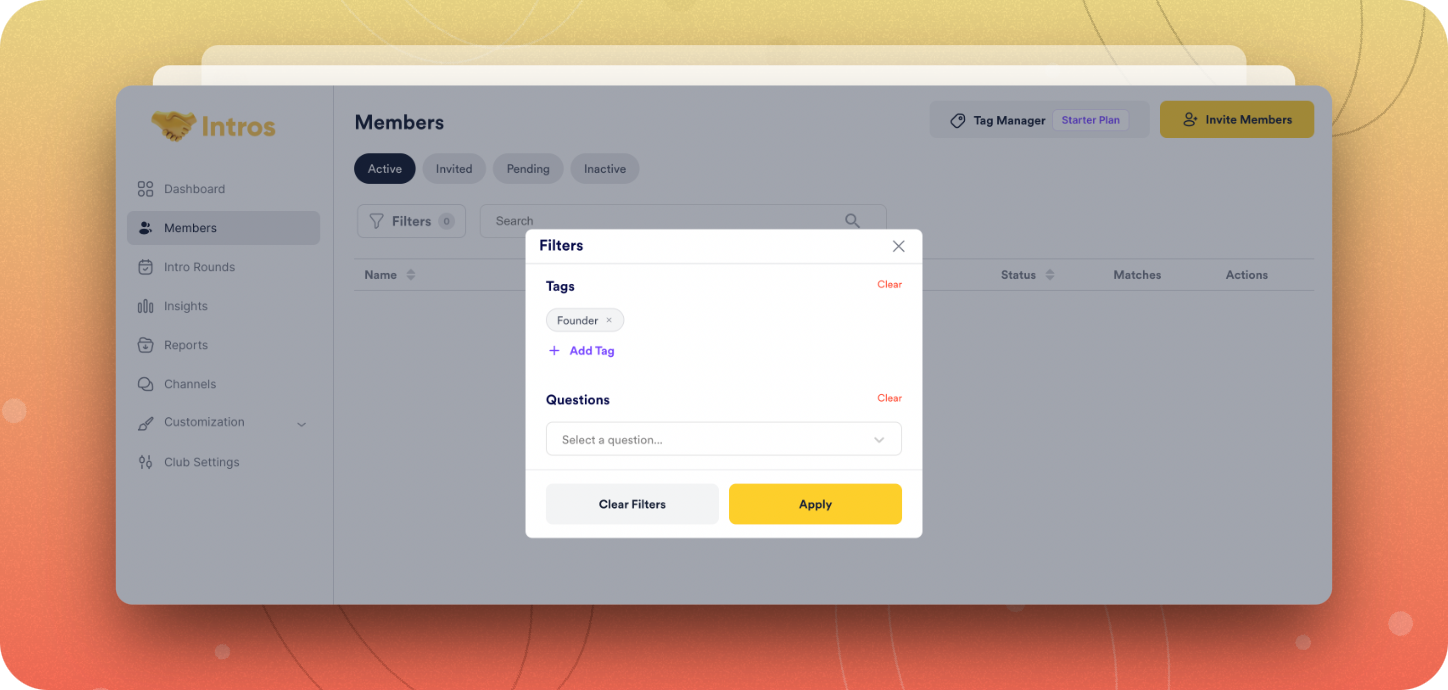 Intros
Dashboard
Members
Intro Rounds
Insights
Reports
Channels
Customization
Club Settings
Members
Tag Manager Starter Plan
Invite Members
Active Invited Pending Inactive
Filters 0
Search
Name Status Matches Actions
Filters
Tags Clear
Founder ×
+ Add Tag
Questions Clear
Select a question...
Clear Filters Apply